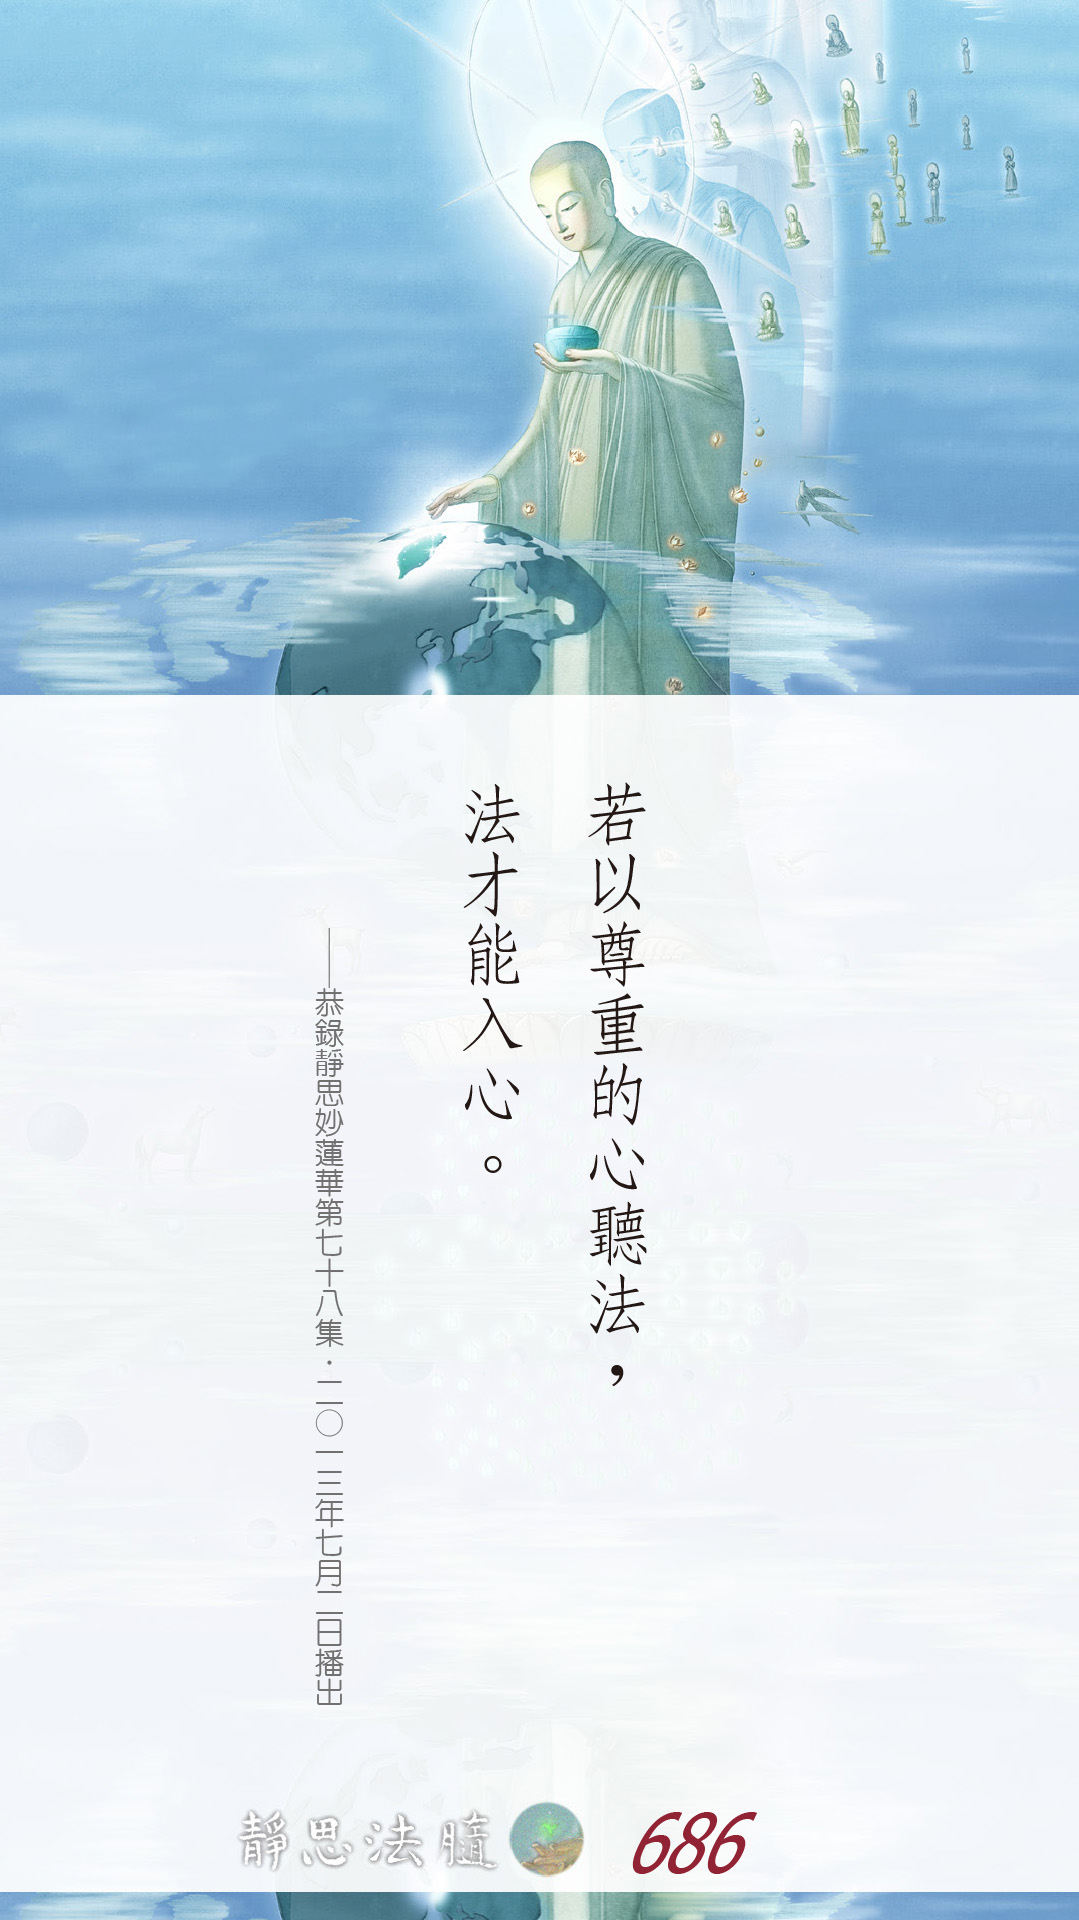 若以尊重的心聽法，
法才能入心。
——恭錄靜思妙蓮華第七十八集．二〇一三年七月二日播出
靜思法髓
686